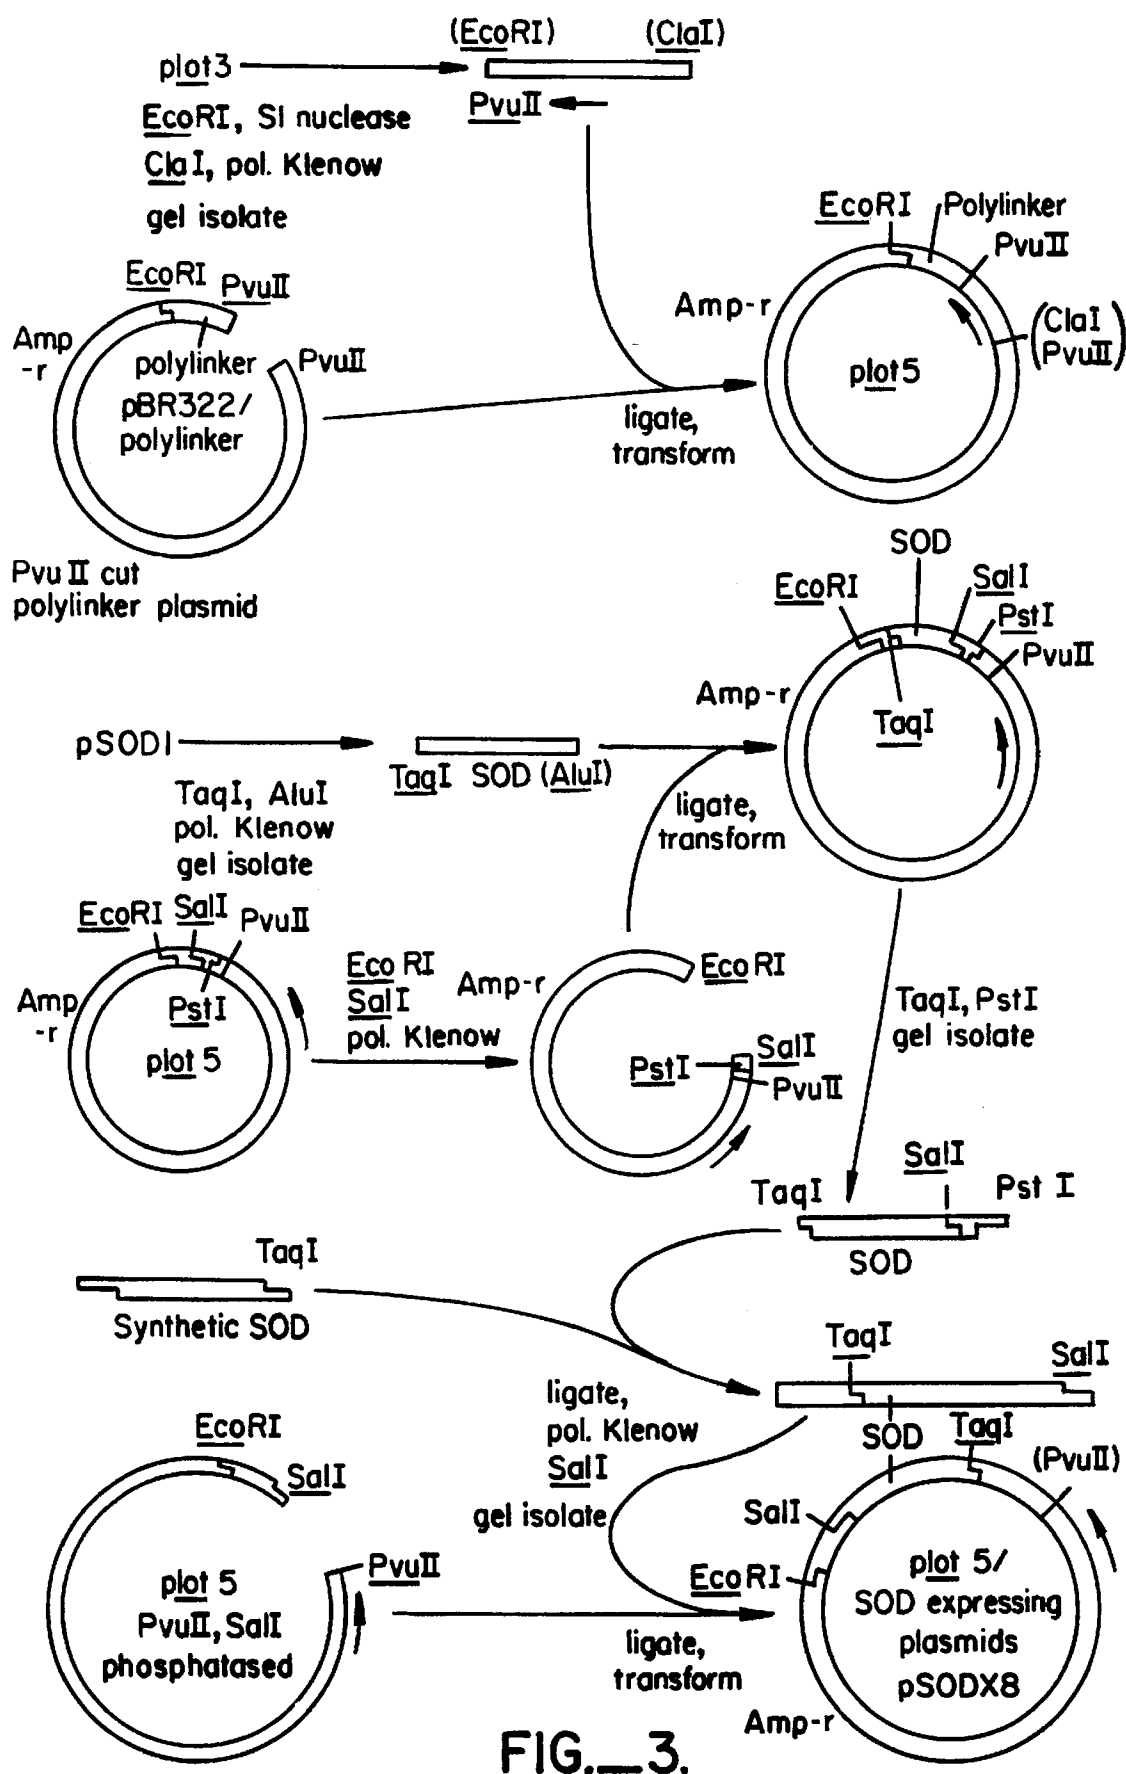 (EcoRI) (ClaI)
plot3
PvuII
EcoRI, SI nuclease
ClaI, pol. Klenow
gel isolate
EcoRI
PvuII
Amp
-r
polylinker
pBR322/
polylinker
PvuII
PvuII cut
polylinker plasmid
ligate,
transform
EcoRI
Polylinker
PvuII
Amp-r
(ClaI
PvuII)
plot5
SOD
EcoRI
SalI
PstI
PvuII
Amp-r
TaqI
pSODI
TaqI SOD (AluI)
TaqI, AluI
pol. Klenow
gel isolate
ligate,
transform
EcoRI SalI PvuII
Amp
-r
PstI
plot 5
Eco RI
SalI
pol. Klenow
Amp-r
Eco RI
PstI
SalI
PvuII
TaqI, PstI
gel isolate
TaqI
SalI
Pst I
SOD
TaqI
Synthetic SOD
ligate,
pol. Klenow
SalI
gel isolate
TaqI
SalI
SOD
EcoRI
SalI
PvuII
plot 5
PvuII, SalI
phosphatased
ligate,
transform
TaqI
(PvuII)
SalI
Eco RI
plot 5/
SOD expressing
plasmids
pSODX8
Amp-r
FIG._3.